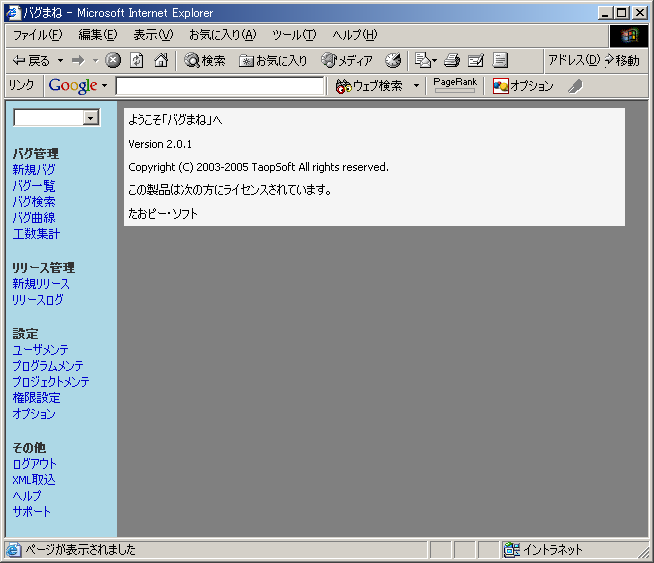 バグまね - Microsoft Internet Explorer
ファイル(F) 編集(E) 表示(V) お気に入り(A) ツール(T) ヘルプ(H)
戻る 検索 お気に入り メディア アドレス(D) 移動
リンク Google ウェブ検索 PageRank オプション
バグ管理
新規バグ
バグ一覧
バグ検索
バグ曲線
工数集計
リリース管理
新規リリース
リリースログ
設定
ユーザメンテ
プログラムメンテ
プロジェクトメンテ
権限設定
オプション
その他
ログアウト
XML取込
ヘルプ
サポート
ようこそ「バグまね」へ
Version 2.0.1
Copyright (C) 2003-2005 TaopSoft All rights reserved.
この製品は次の方にライセンスされています。
たおピー・ソフト
ページが表示されました イントラネット